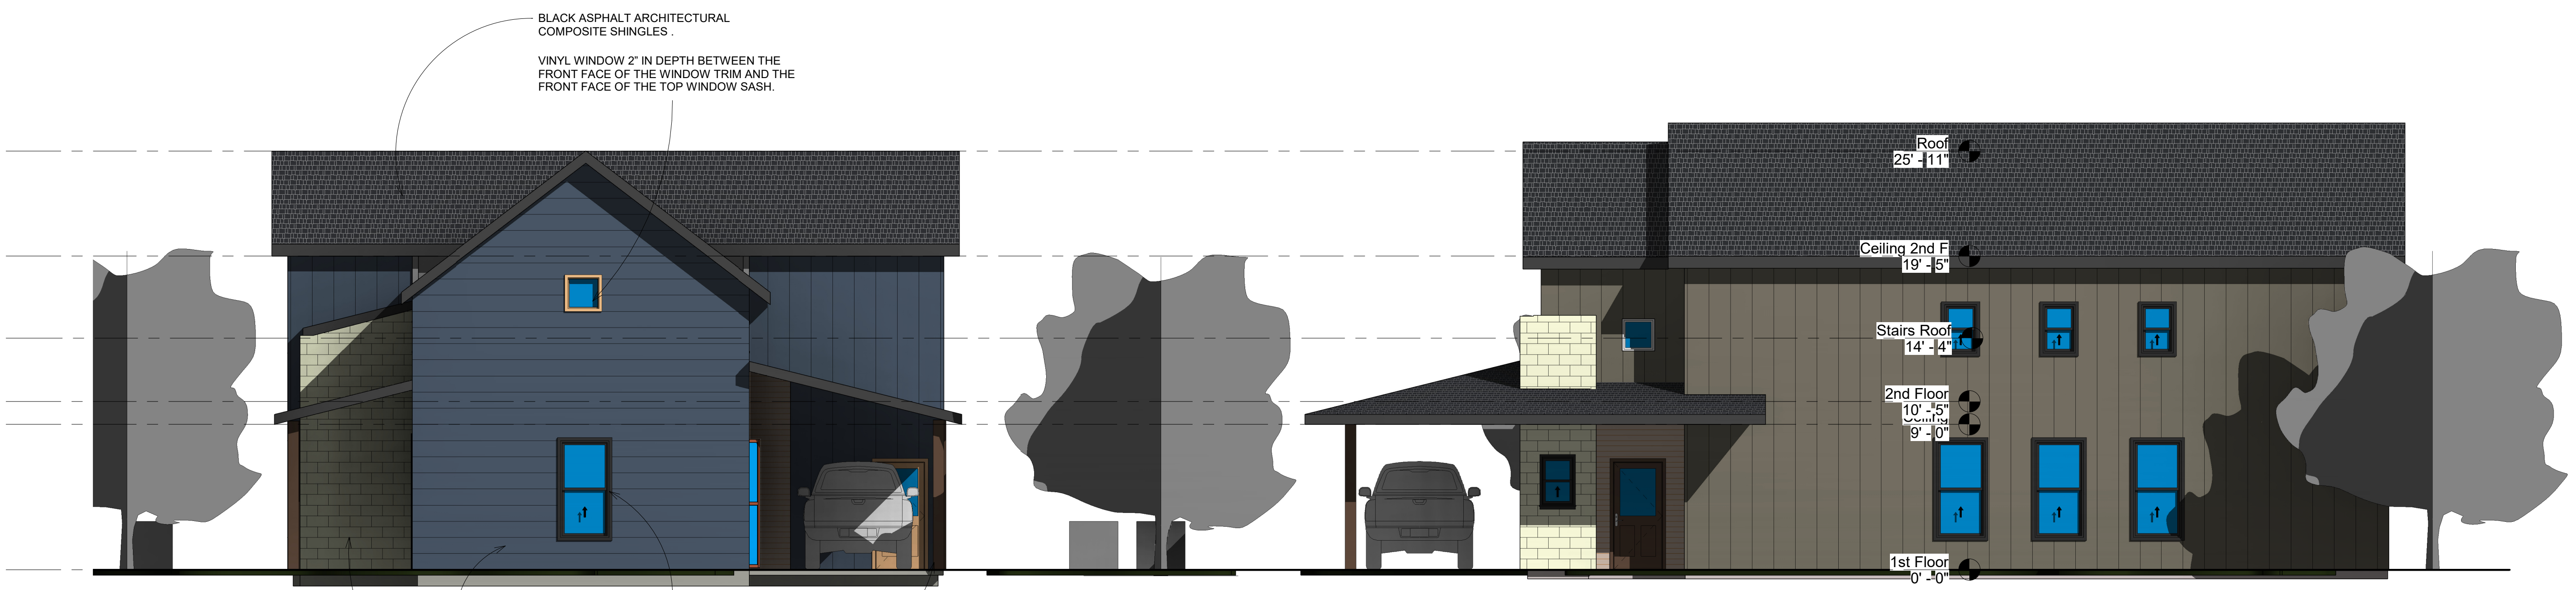 BLACK ASPHALT ARCHITECTURAL
COMPOSITE SHINGLES .
VINYL WINDOW 2" IN DEPTH BETWEEN THE
FRONT FACE OF THE WINDOW TRIM AND THE
FRONT FACE OF THE TOP WINDOW SASH.
Roof
25' - 11"
Ceiling 2nd F
19' - 5"
Stairs Roof
14' - 4"
2nd Floor
10' - 5"
Ceiling
9' - 0"
1st Floor
0' - 0"